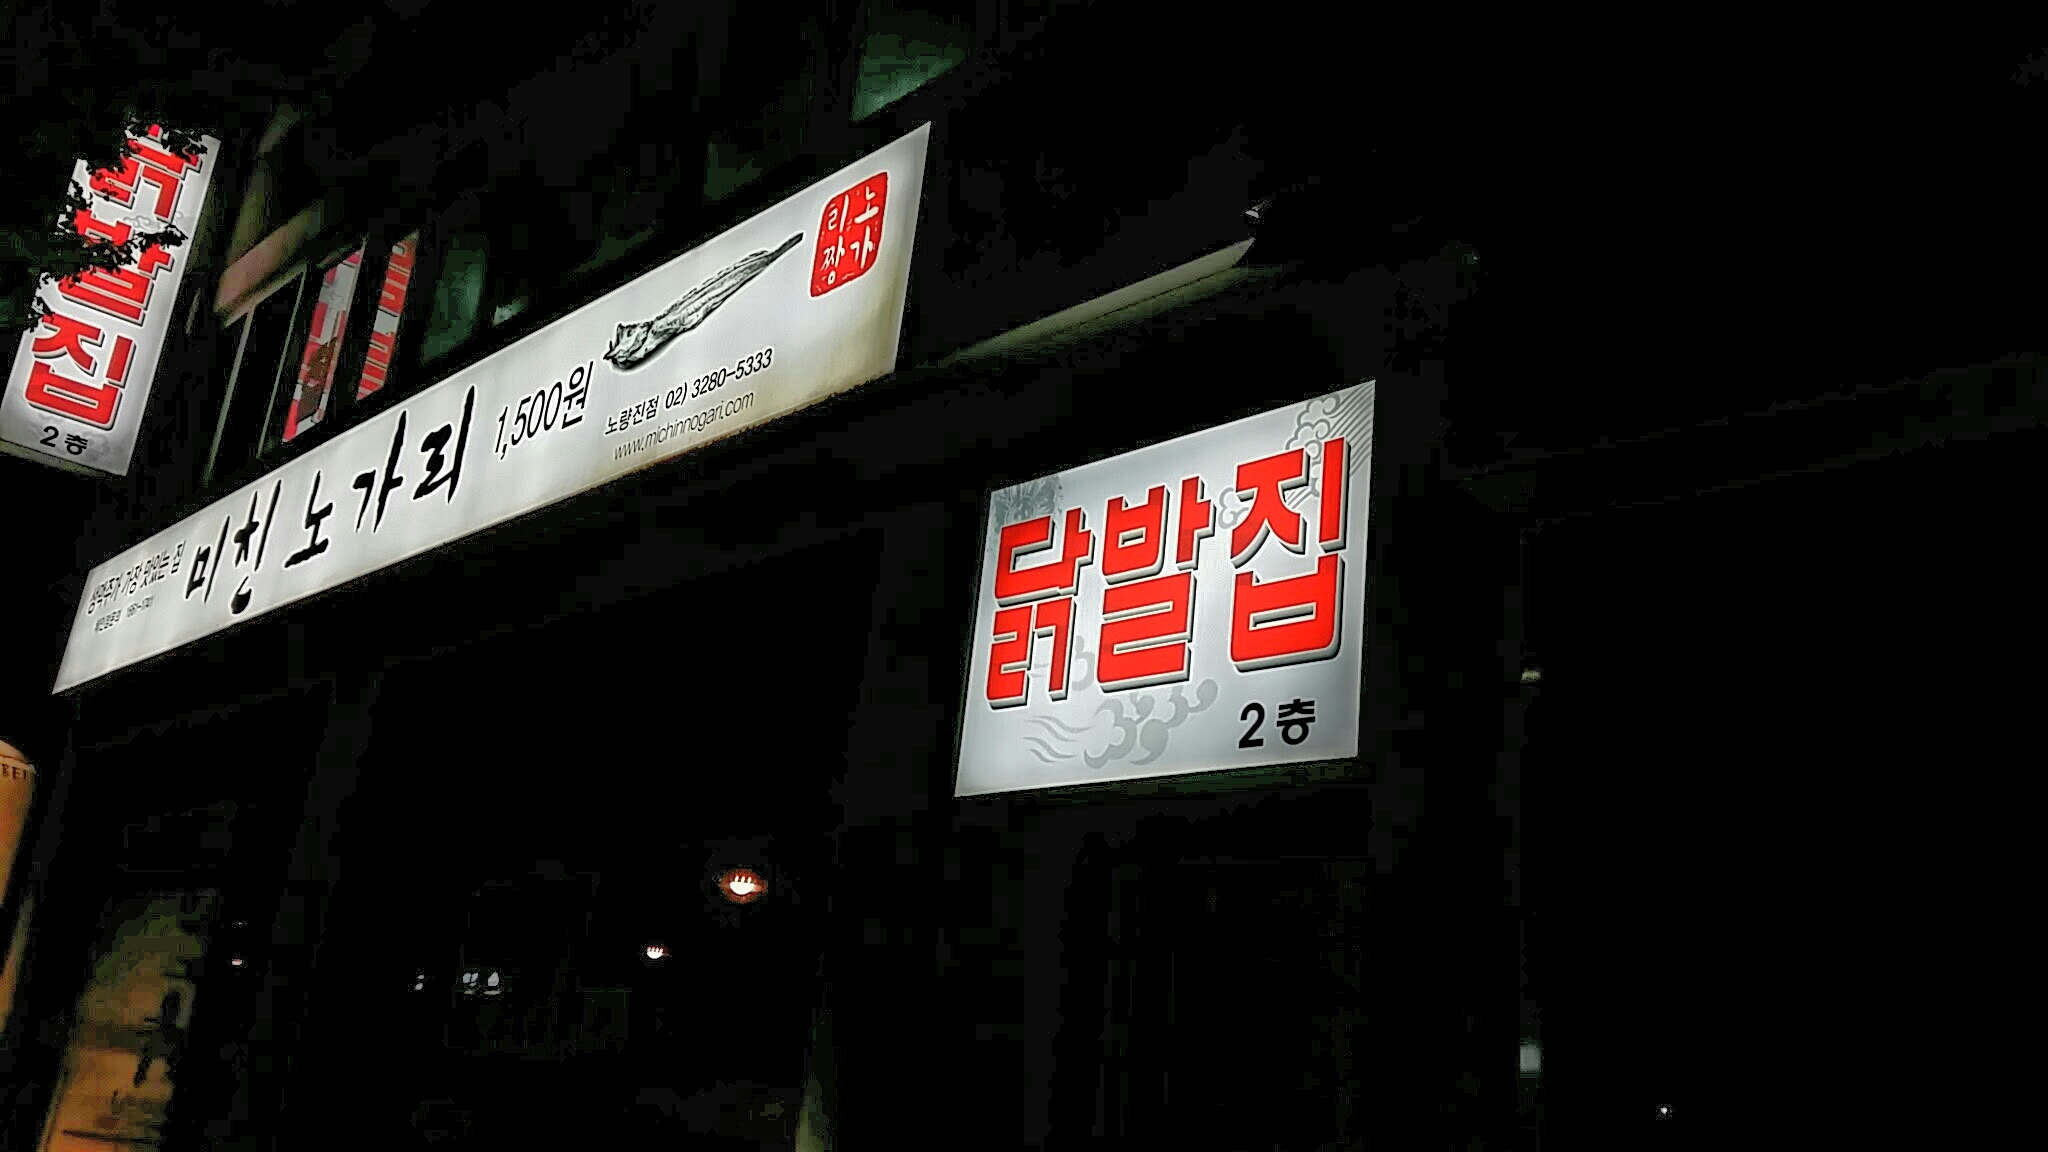 닭발집
2층
생맥주가 가장 맛있는 집
미친노가리
1,500원
노량진점 02) 3280-5333
www.michinnogari.com
노가
리짱
닭발집
2층